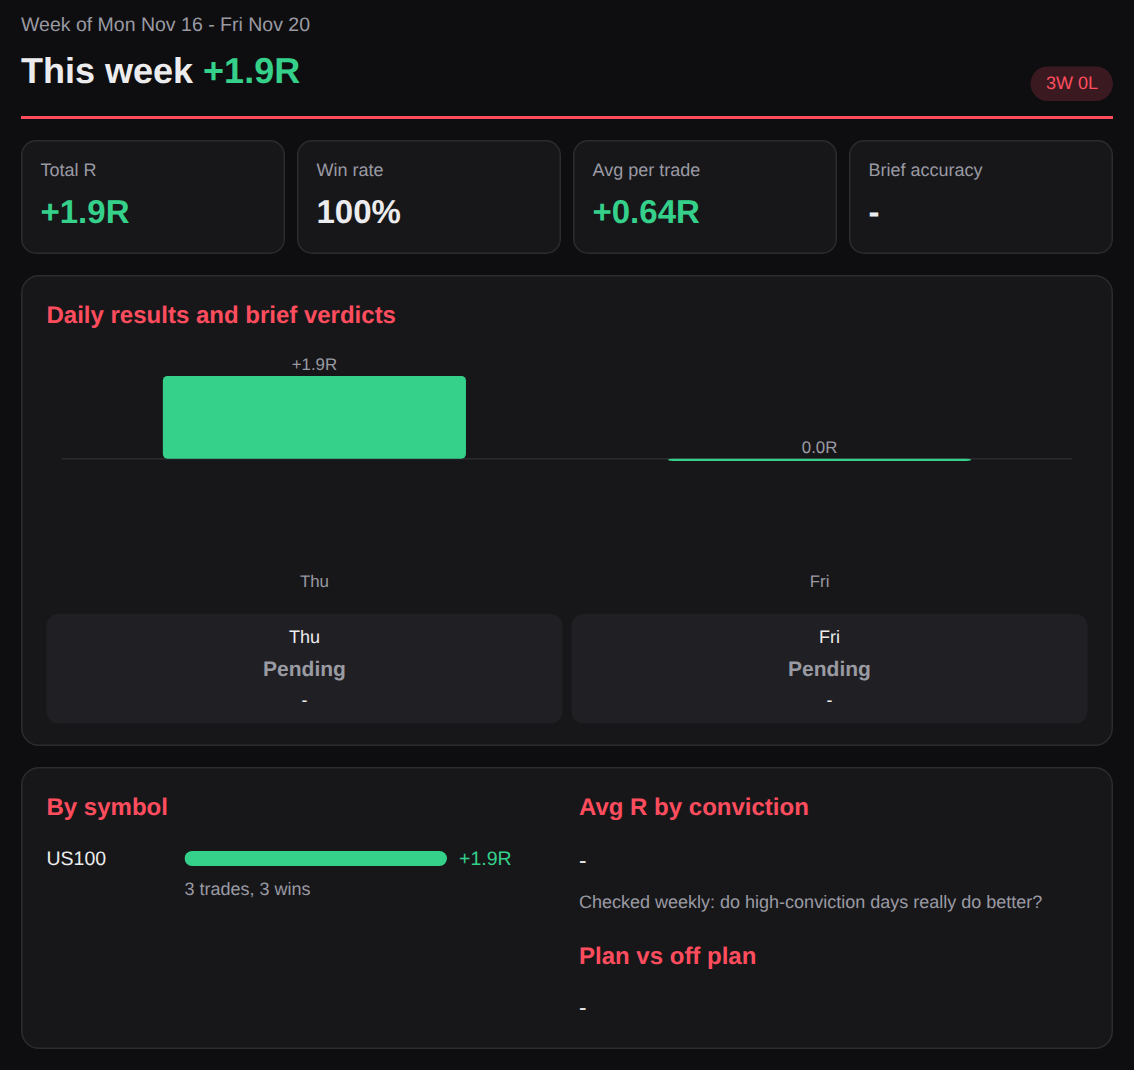 Week of Mon Nov 16 - Fri Nov 20
This week +1.9R
3W 0L
Total R
+1.9R
Win rate
100%
Avg per trade
+0.64R
Brief accuracy
-
Daily results and brief verdicts
+1.9R
0.0R
Thu
Fri
Thu
Pending
-
Fri
Pending
-
By symbol
US100
+1.9R
3 trades, 3 wins
Avg R by conviction
-
Checked weekly: do high-conviction days really do better?
Plan vs off plan
-